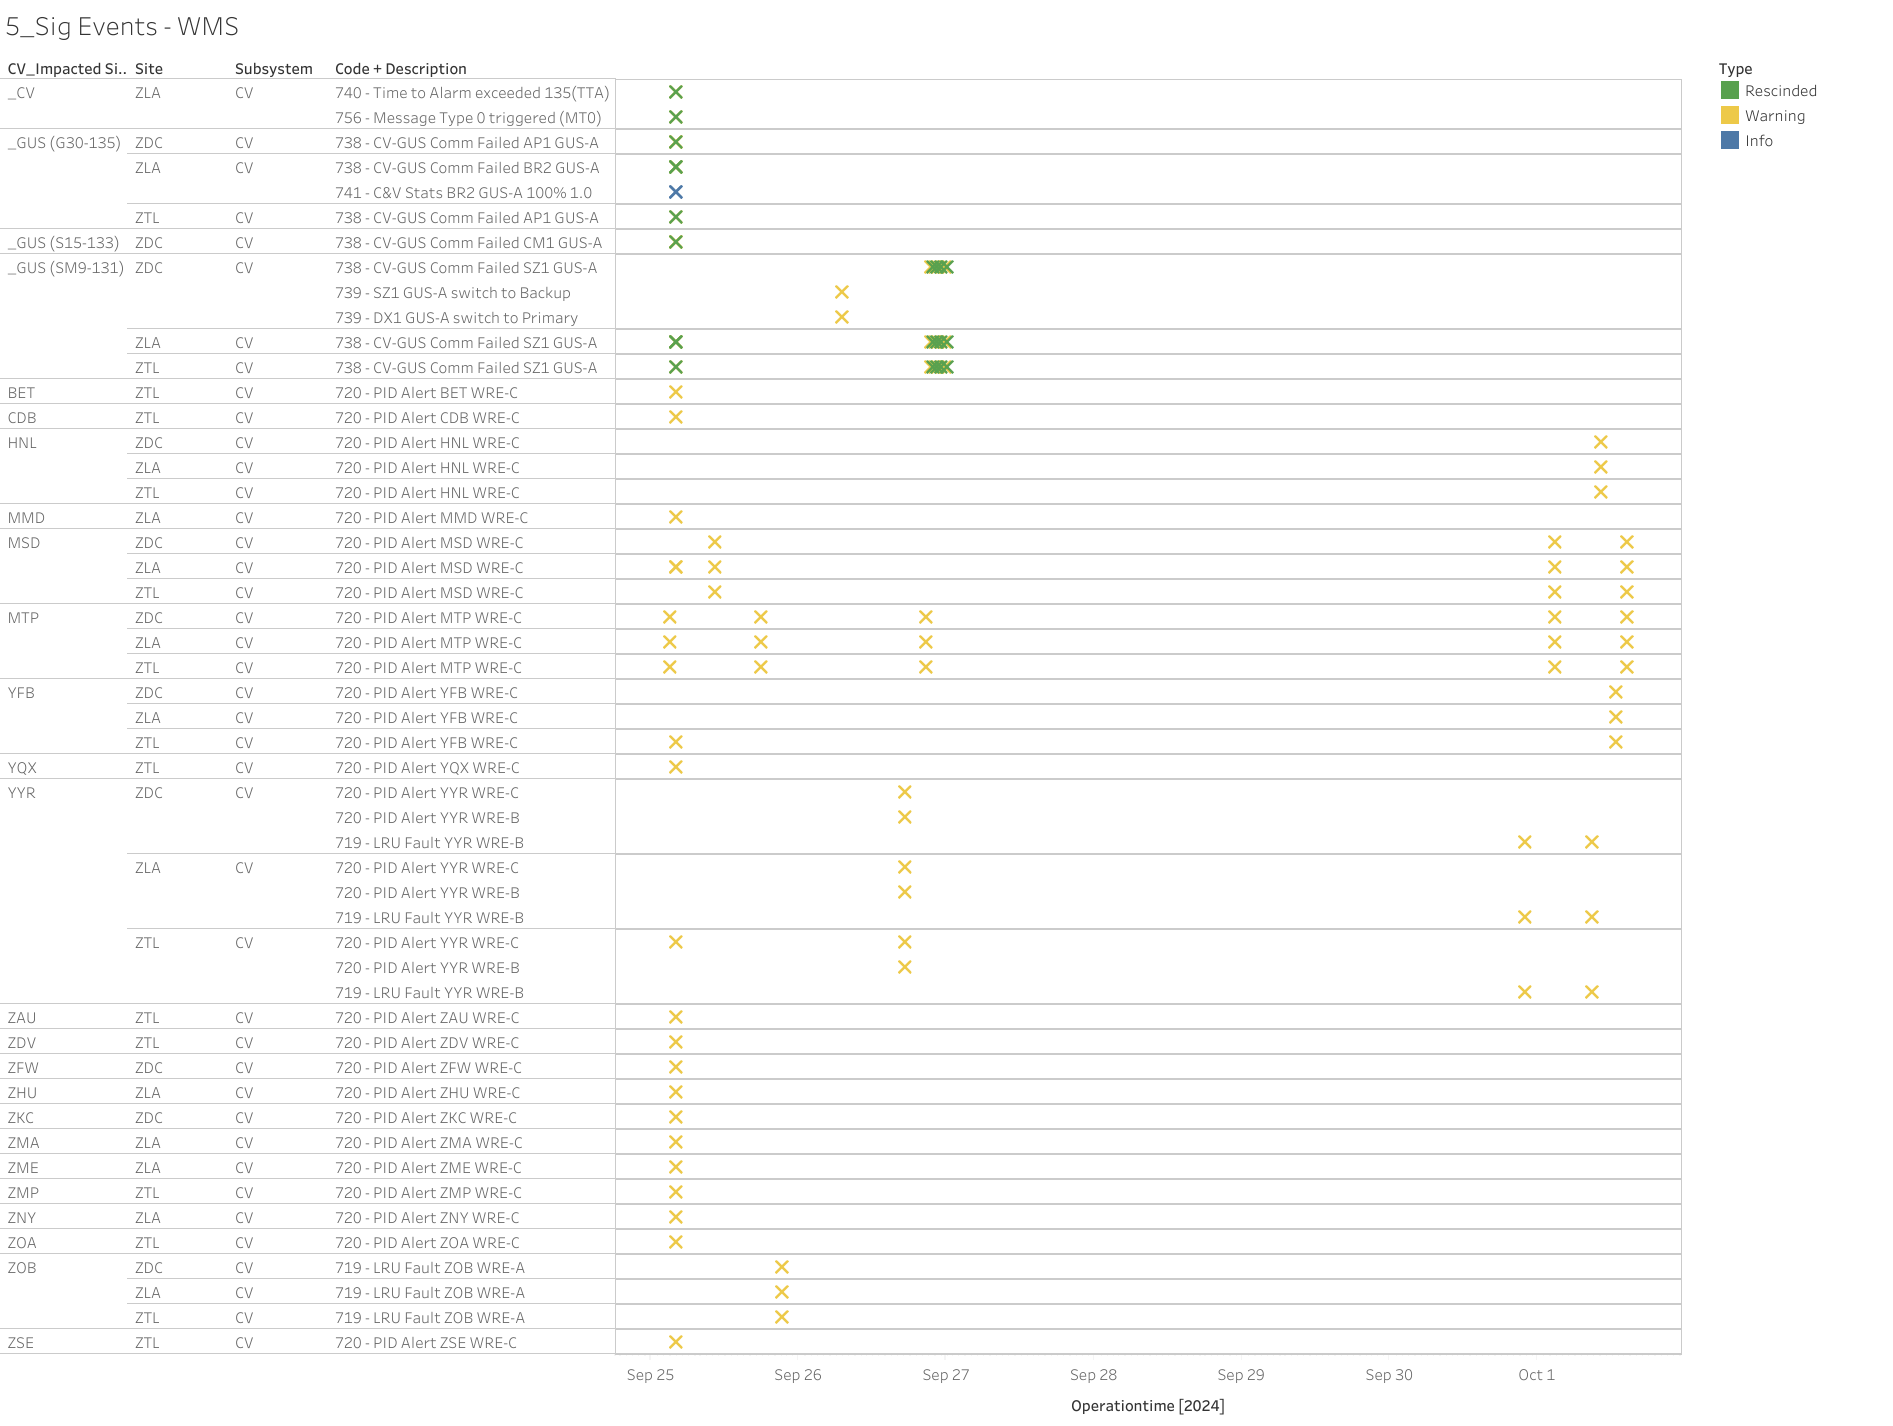 5_Sig Events - WMS
CV_Impacted Si.. Site Subsystem Code + Description
Type
_CV ZLA CV 740 - Time to Alarm exceeded 135(TTA)
Rescinded
756 - Message Type 0 triggered (MT0)
Warning
_GUS (G30-135) ZDC CV 738 - CV-GUS Comm Failed AP1 GUS-A
Info
ZLA CV 738 - CV-GUS Comm Failed BR2 GUS-A
741 - C&V Stats BR2 GUS-A 100% 1.0
ZTL CV 738 - CV-GUS Comm Failed AP1 GUS-A
_GUS (S15-133) ZDC CV 738 - CV-GUS Comm Failed CM1 GUS-A
_GUS (SM9-131) ZDC CV 738 - CV-GUS Comm Failed SZ1 GUS-A
739 - SZ1 GUS-A switch to Backup
739 - DX1 GUS-A switch to Primary
ZLA CV 738 - CV-GUS Comm Failed SZ1 GUS-A
ZTL CV 738 - CV-GUS Comm Failed SZ1 GUS-A
BET ZTL CV 720 - PID Alert BET WRE-C
CDB ZTL CV 720 - PID Alert CDB WRE-C
HNL ZDC CV 720 - PID Alert HNL WRE-C
ZLA CV 720 - PID Alert HNL WRE-C
ZTL CV 720 - PID Alert HNL WRE-C
MMD ZLA CV 720 - PID Alert MMD WRE-C
MSD ZDC CV 720 - PID Alert MSD WRE-C
ZLA CV 720 - PID Alert MSD WRE-C
ZTL CV 720 - PID Alert MSD WRE-C
MTP ZDC CV 720 - PID Alert MTP WRE-C
ZLA CV 720 - PID Alert MTP WRE-C
ZTL CV 720 - PID Alert MTP WRE-C
YFB ZDC CV 720 - PID Alert YFB WRE-C
ZLA CV 720 - PID Alert YFB WRE-C
ZTL CV 720 - PID Alert YFB WRE-C
YQX ZTL CV 720 - PID Alert YQX WRE-C
YYR ZDC CV 720 - PID Alert YYR WRE-C
720 - PID Alert YYR WRE-B
719 - LRU Fault YYR WRE-B
ZLA CV 720 - PID Alert YYR WRE-C
720 - PID Alert YYR WRE-B
719 - LRU Fault YYR WRE-B
ZTL CV 720 - PID Alert YYR WRE-C
720 - PID Alert YYR WRE-B
719 - LRU Fault YYR WRE-B
ZAU ZTL CV 720 - PID Alert ZAU WRE-C
ZDV ZTL CV 720 - PID Alert ZDV WRE-C
ZFW ZDC CV 720 - PID Alert ZFW WRE-C
ZHU ZLA CV 720 - PID Alert ZHU WRE-C
ZKC ZDC CV 720 - PID Alert ZKC WRE-C
ZMA ZLA CV 720 - PID Alert ZMA WRE-C
ZME ZLA CV 720 - PID Alert ZME WRE-C
ZMP ZTL CV 720 - PID Alert ZMP WRE-C
ZNY ZLA CV 720 - PID Alert ZNY WRE-C
ZOA ZTL CV 720 - PID Alert ZOA WRE-C
ZOB ZDC CV 719 - LRU Fault ZOB WRE-A
ZLA CV 719 - LRU Fault ZOB WRE-A
ZTL CV 719 - LRU Fault ZOB WRE-A
ZSE ZTL CV 720 - PID Alert ZSE WRE-C
Sep 25 Sep 26 Sep 27 Sep 28 Sep 29 Sep 30 Oct 1
Operationtime [2024]